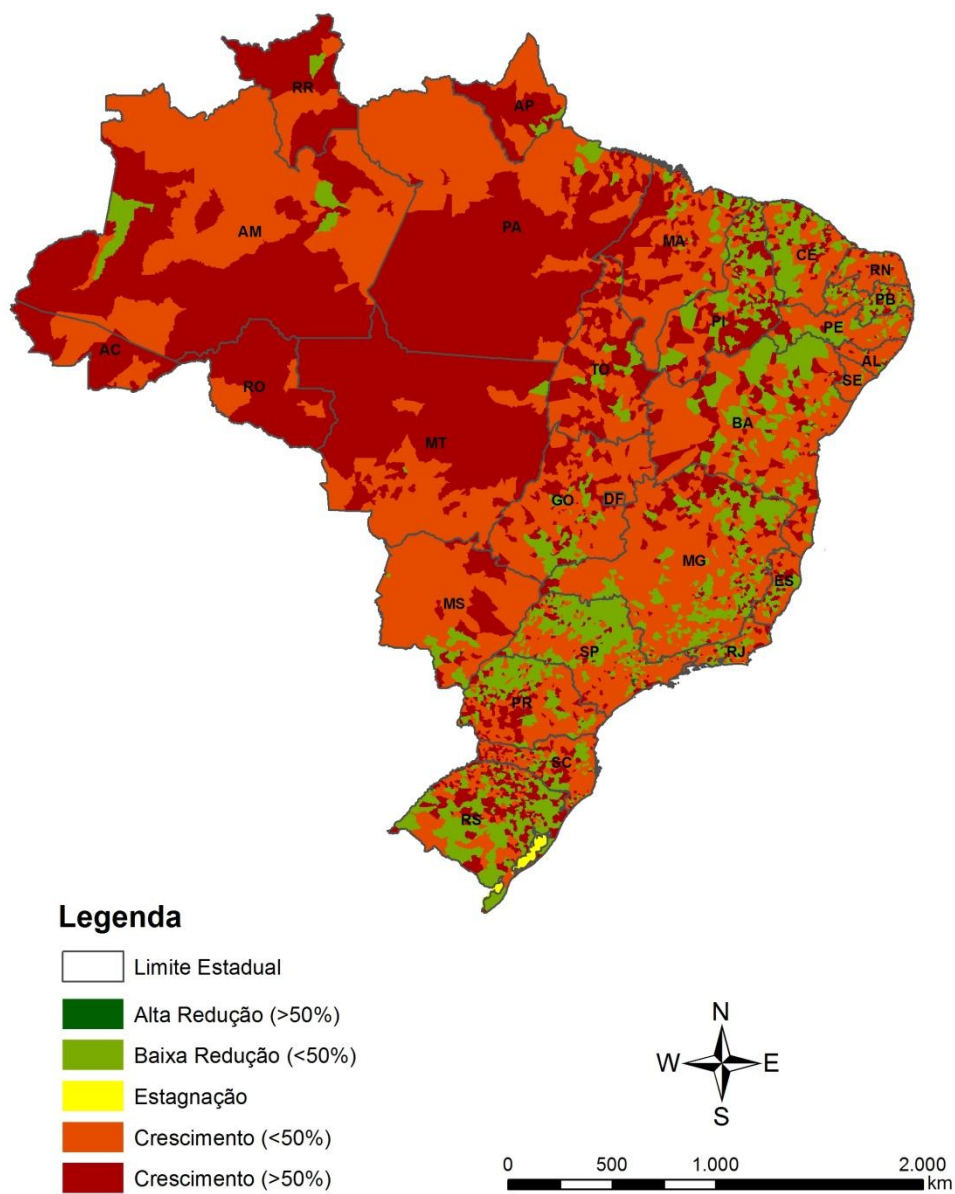 RR
AP
AM
PA
MA
CE
RN
PB
PI
PE
AC
AL
TO
SE
RO
BA
MT
GO
DF
MG
ES
MS
SP
RJ
PR
SC
RS
Legenda
Limite Estadual
Alta Redução (>50%)
Baixa Redução (<50%)
Estagnação
Crescimento (<50%)
Crescimento (>50%)
N
W E
S
0 500 1.000 2.000
km